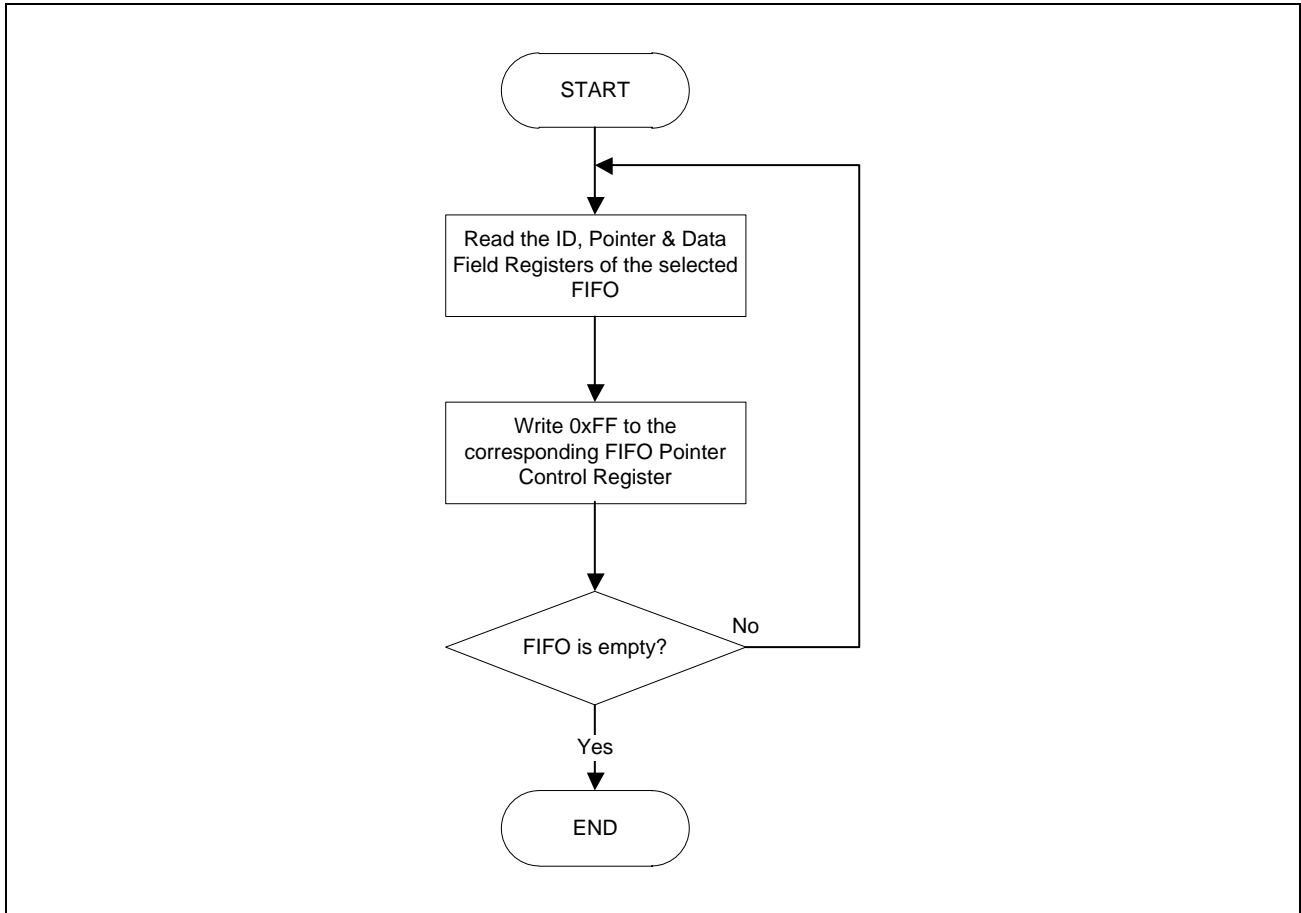 START
Read the ID, Pointer & Data
Field Registers of the selected
FIFO
Write 0xFF to the
corresponding FIFO Pointer
Control Register
FIFO is empty?
No
Yes
END